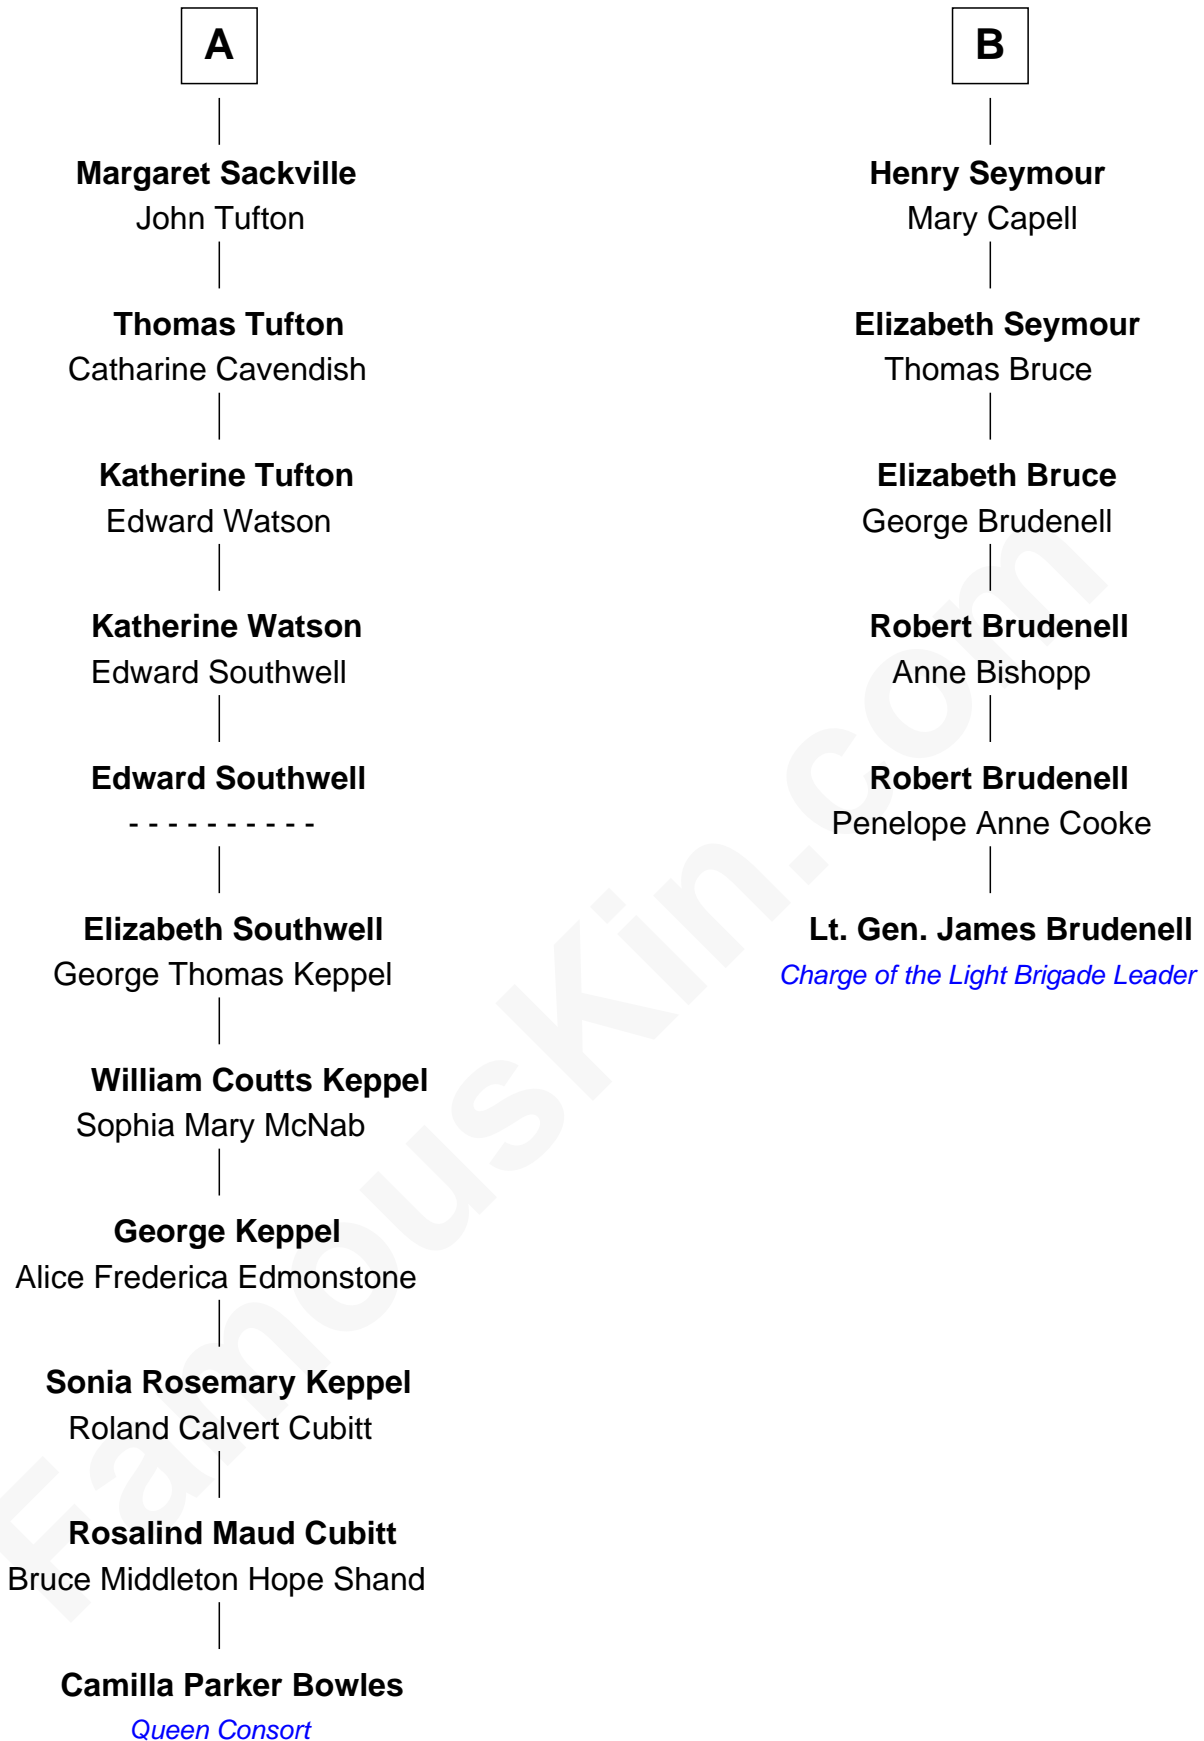 A
Margaret Sackville
John Tufton
Thomas Tufton
Catharine Cavendish
Katherine Tufton
Edward Watson
Katherine Watson
Edward Southwell
Edward Southwell
- - - - - - - - - -
Elizabeth Southwell
George Thomas Keppel
William Coutts Keppel
Sophia Mary McNab
George Keppel
Alice Frederica Edmonstone
Sonia Rosemary Keppel
Roland Calvert Cubitt
Rosalind Maud Cubitt
Bruce Middleton Hope Shand
Camilla Parker Bowles
Queen Consort
B
Henry Seymour
Mary Capell
Elizabeth Seymour
Thomas Bruce
Elizabeth Bruce
George Brudenell
Robert Brudenell
Anne Bishopp
Robert Brudenell
Penelope Anne Cooke
Lt. Gen. James Brudenell
Charge of the Light Brigade Leader
FamousKin.com